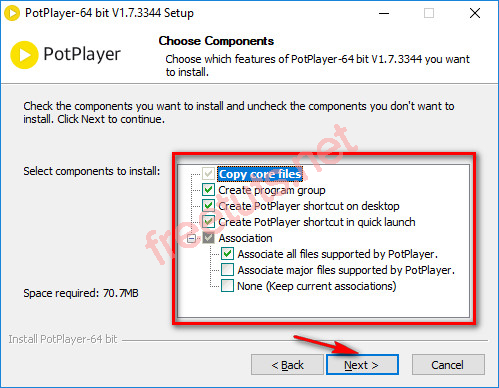 PotPlayer-64 bit V1.7.3344 Setup
PotPlayer
Choose Components
Choose which features of PotPlayer-64 bit V1.7.3344 you
want to install.
Check the components you want to install and uncheck the components you don't want to
install. Click Next to continue.
Select components to install:
Copy core files
Create program group
Create PotPlayer shortcut on desktop
Create PotPlayer shortcut in quick launch
Association
Associate all files supported by PotPlayer.
Associate major files supported by PotPlayer.
None (Keep current associations)
freetuts.net
Space required: 70.7MB
Install PotPlayer-64 bit
< Back
Next >
Cancel